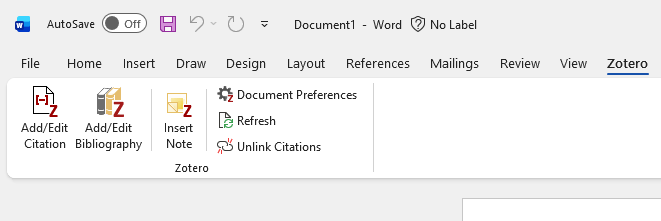 AutoSave Off Document1 - Word No Label
File Home Insert Draw Design Layout References Mailings Review View Zotero
Add/Edit Citation
Add/Edit Bibliography
Insert Note
Document Preferences
Refresh
Unlink Citations
Zotero